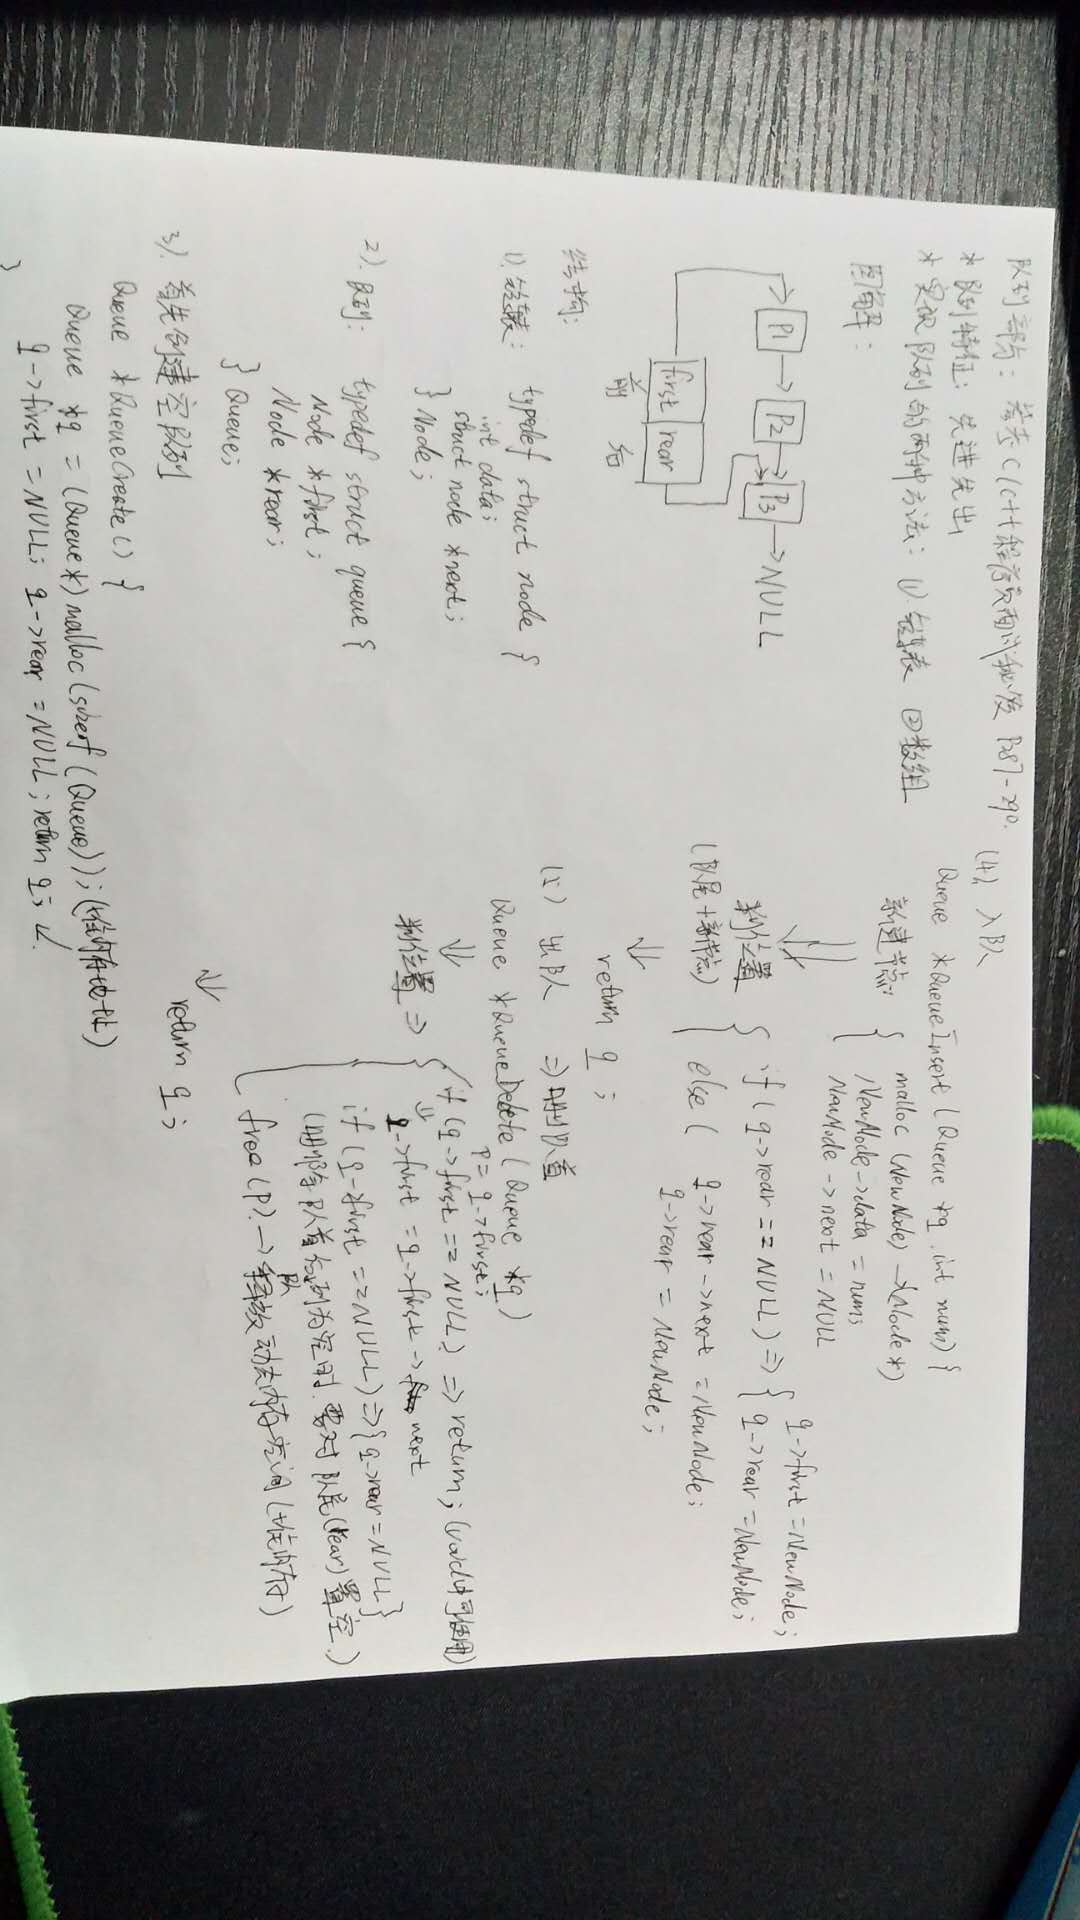 队列部分：参考C/C++程序员面试秘笈 P287-290.
* 队列特征：先进先出
* 实现队列的两种方法：① 链表 ②数组
图解：
P1 P2 P3 NULL
first rear
前 后
结构：
1). 链表： typedef struct node {
int data;
struct node *next;
} Node;
2). 队列： typedef struct queue {
Node *first;
Node *rear;
} Queue;
3). 首先创建空队列
Queue *QueueCreate() {
Queue *q = (Queue*) malloc (sizeof (Queue)); (堆内存地址)
q->first = NULL; q->rear = NULL; return q;
}
(4). 入队
Queue *QueueInsert (Queue *q, int num) {
新建节点: malloc (NewNode) → (Node *)
NewNode->data = num;
NewNode->next = NULL
判位置 if (q->rear == NULL) => { q->first = NewNode;
q->rear = NewNode;
(队尾+新节点) else ( q->rear->next = NewNode;
q->rear = NewNode;
return q;
(5) 出队 => 删队首
Queue *QueueDelete (Queue *q)
P = q->first;
if (q->first == NULL) => return; (void中可使用)
判位置 => q->first = q->first -> next
if (q->first == NULL) => {q->rear = NULL}
(删除队首后队列为空时, 要对队尾(rear)置空.)
free (P). → 释放动态内存空间 (堆内存)
return q;